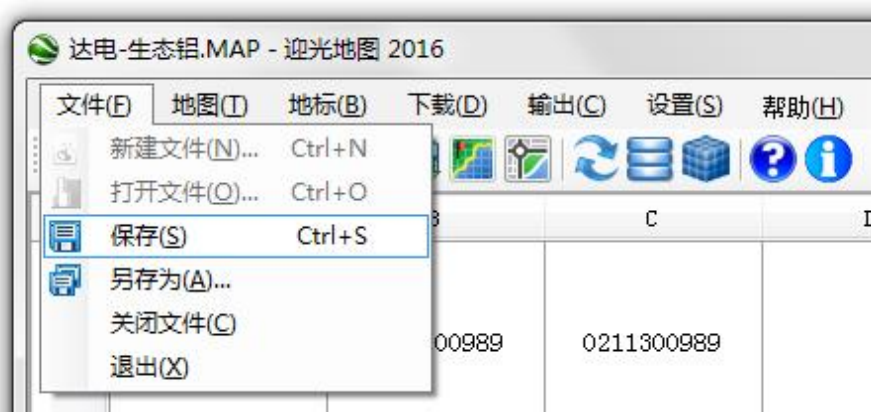 达电-生态铝.MAP - 迎光地图 2016
文件(F) 地图(T) 地标(B) 下载(D) 输出(C) 设置(S) 帮助(H)
新建文件(N)... Ctrl+N
打开文件(O)... Ctrl+O
保存(S) Ctrl+S
C
另存为(A)...
关闭文件(C)
00989 0211300989
退出(X)